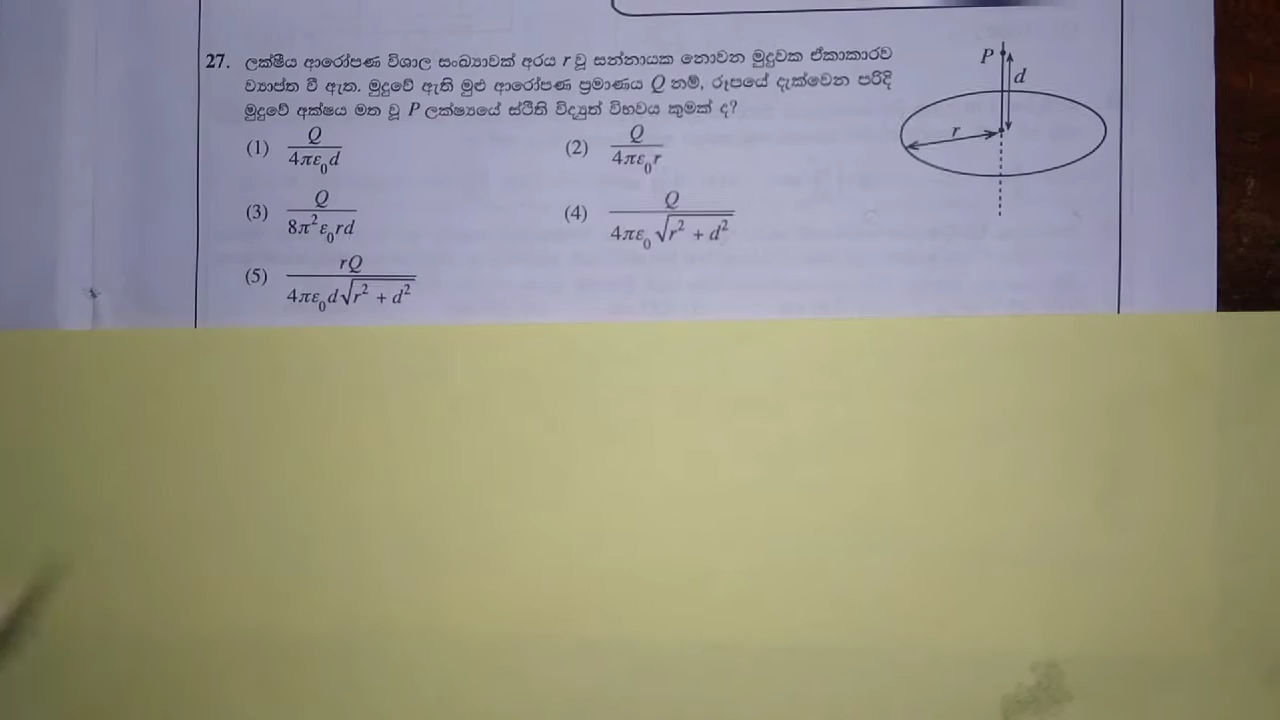 27. ලක්ෂීය ආරෝපණ විශාල සංඛ්‍යාවක් අරය r වූ සන්නායක නොවන මුදුවක ඒකාකාරව
ව්‍යාප්ත වී ඇත. මුදුවේ ඇති මුළු ආරෝපණ ප්‍රමාණය Q නම්, රූපයේ දැක්වෙන පරිදි
මුදුවේ අක්ෂය මත වූ P ලක්ෂ්‍යයේ ස්ථිති විද්‍යුත් විභවය කුමක් ද?
(1) Q / 4πε₀d (2) Q / 4πε₀r
(3) Q / 8π²ε₀rd (4) Q / 4πε₀√(r² + d²)
(5) rQ / 4πε₀d√(r² + d²)
P
d
r